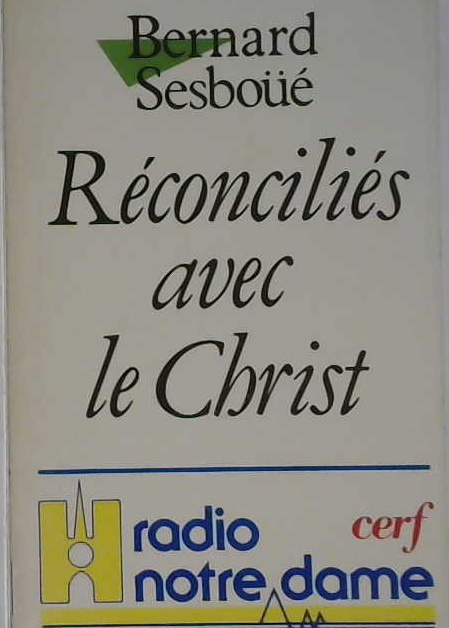 Bernard
Sesboüé
Réconciliés
avec
le Christ
cerf
radio
notre dame